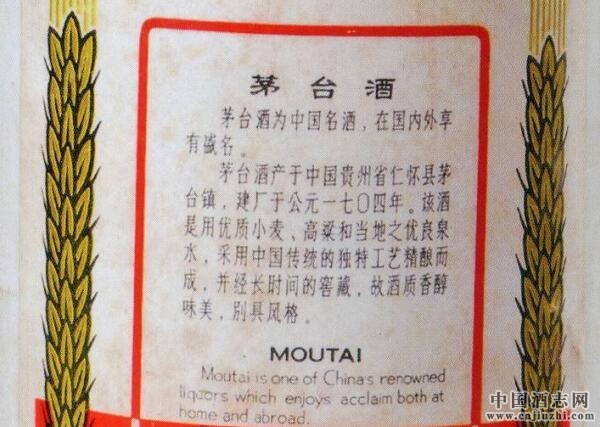 茅台酒
茅台酒为中国名酒，在国内外享
有盛名。
茅台酒产于中国贵州省仁怀县茅
台镇，建厂于公元一七〇四年。该酒
是用优质小麦、高粱和当地之优良泉
水，采用中国传统的独特工艺精酿而
成，并经长时间的窖藏，故酒质香醇
味美，别具风格。
MOUTAI
Moutai is one of China's renowned
liquors which enjoys acclaim both at
home and abroad.
中国酒志网
www.cnjiuzhi.com